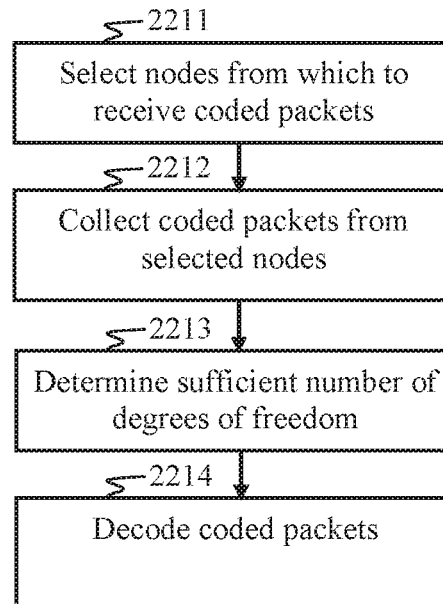 2211
Select nodes from which to
receive coded packets
2212
Collect coded packets from
selected nodes
2213
Determine sufficient number of
degrees of freedom
2214
Decode coded packets